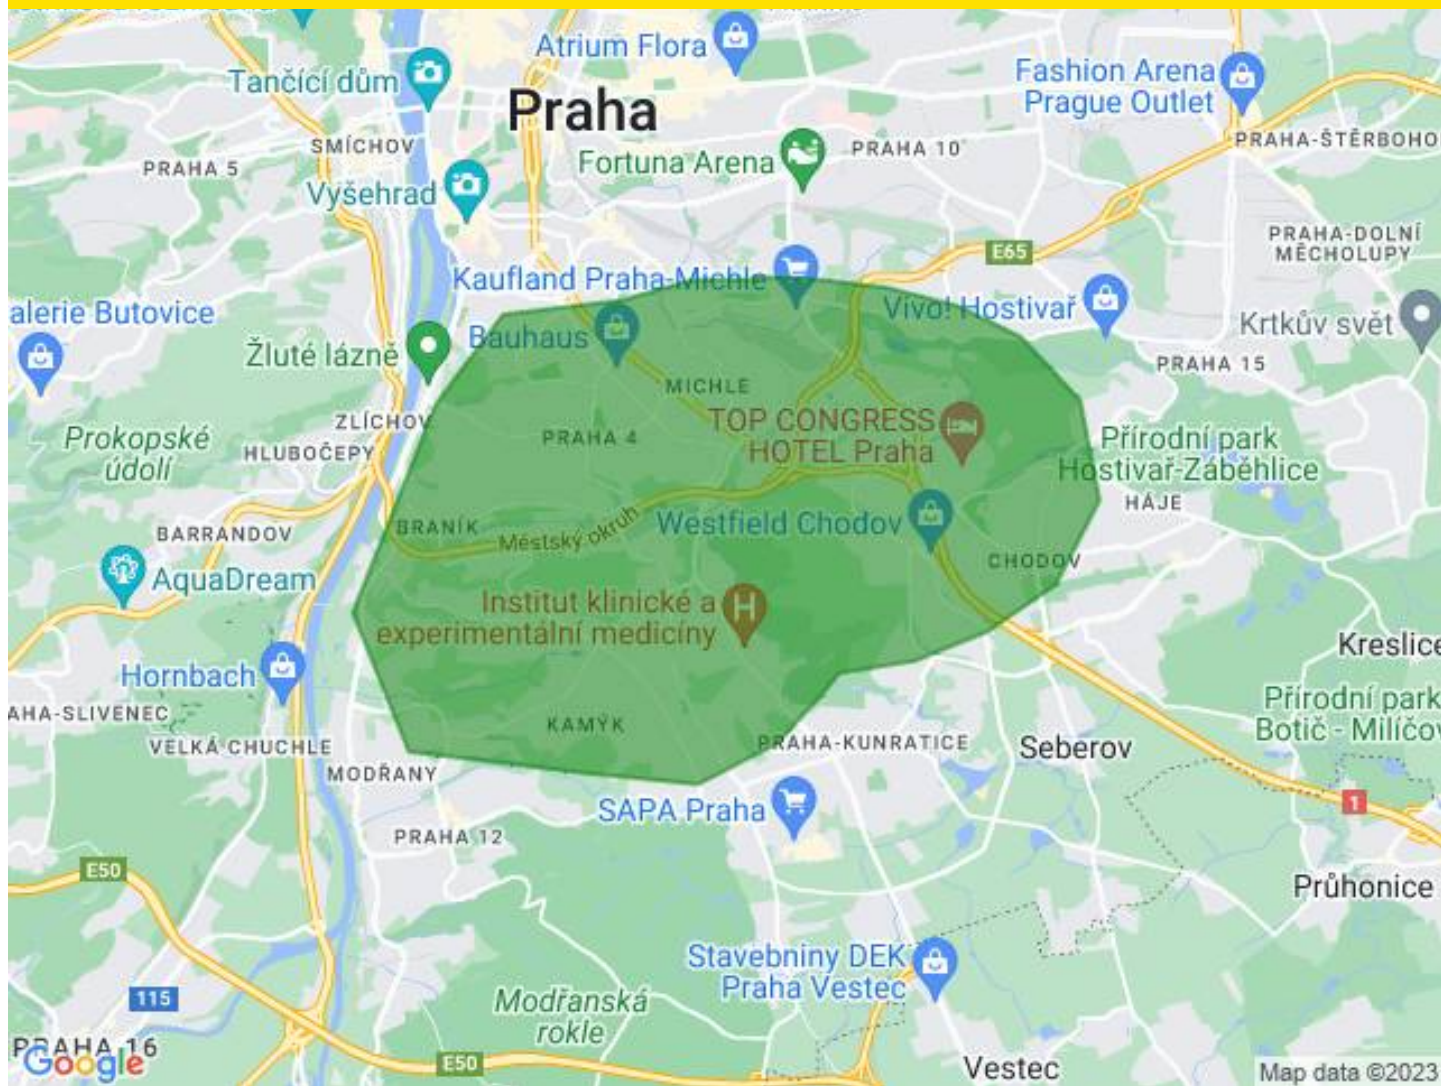 Atrium Flora
Tančící dům
Fashion Arena
Prague Outlet
Praha
SMÍCHOV
PRAHA 5
Fortuna Arena
PRAHA 10
PRAHA-ŠTĚRBOHO
Vyšehrad
PRAHA-DOLNÍ
MĚCHOLUPY
E65
Kaufland Praha-Michle
alerie Butovice
Bauhaus
Vivo! Hostivař
Krtkův svět
Žluté lázně
PRAHA 15
MICHLE
ZLÍCHOV
TOP CONGRESS
HOTEL Praha
Prokopské
údolí
HLUBOČEPY
PRAHA 4
Přírodní park
Hostivař-Záběhlice
HÁJE
BARRANDOV
BRANÍK
Městský okruh
Westfield Chodov
CHODOV
AquaDream
Institut klinické a
experimentální medicíny
Kreslice
Hornbach
AHA-SLIVENEC
KAMÝK
Přírodní park
Botič - Milíčov
VELKÁ CHUCHLE
PRAHA-KUNRATICE
Seberov
MODŘANY
SAPA Praha
1
PRAHA 12
E50
Průhonice
Stavebniny DEK
Praha Vestec
115
Modřanská
rokle
PRAHA 16
Google
E50
Vestec
Map data ©2023